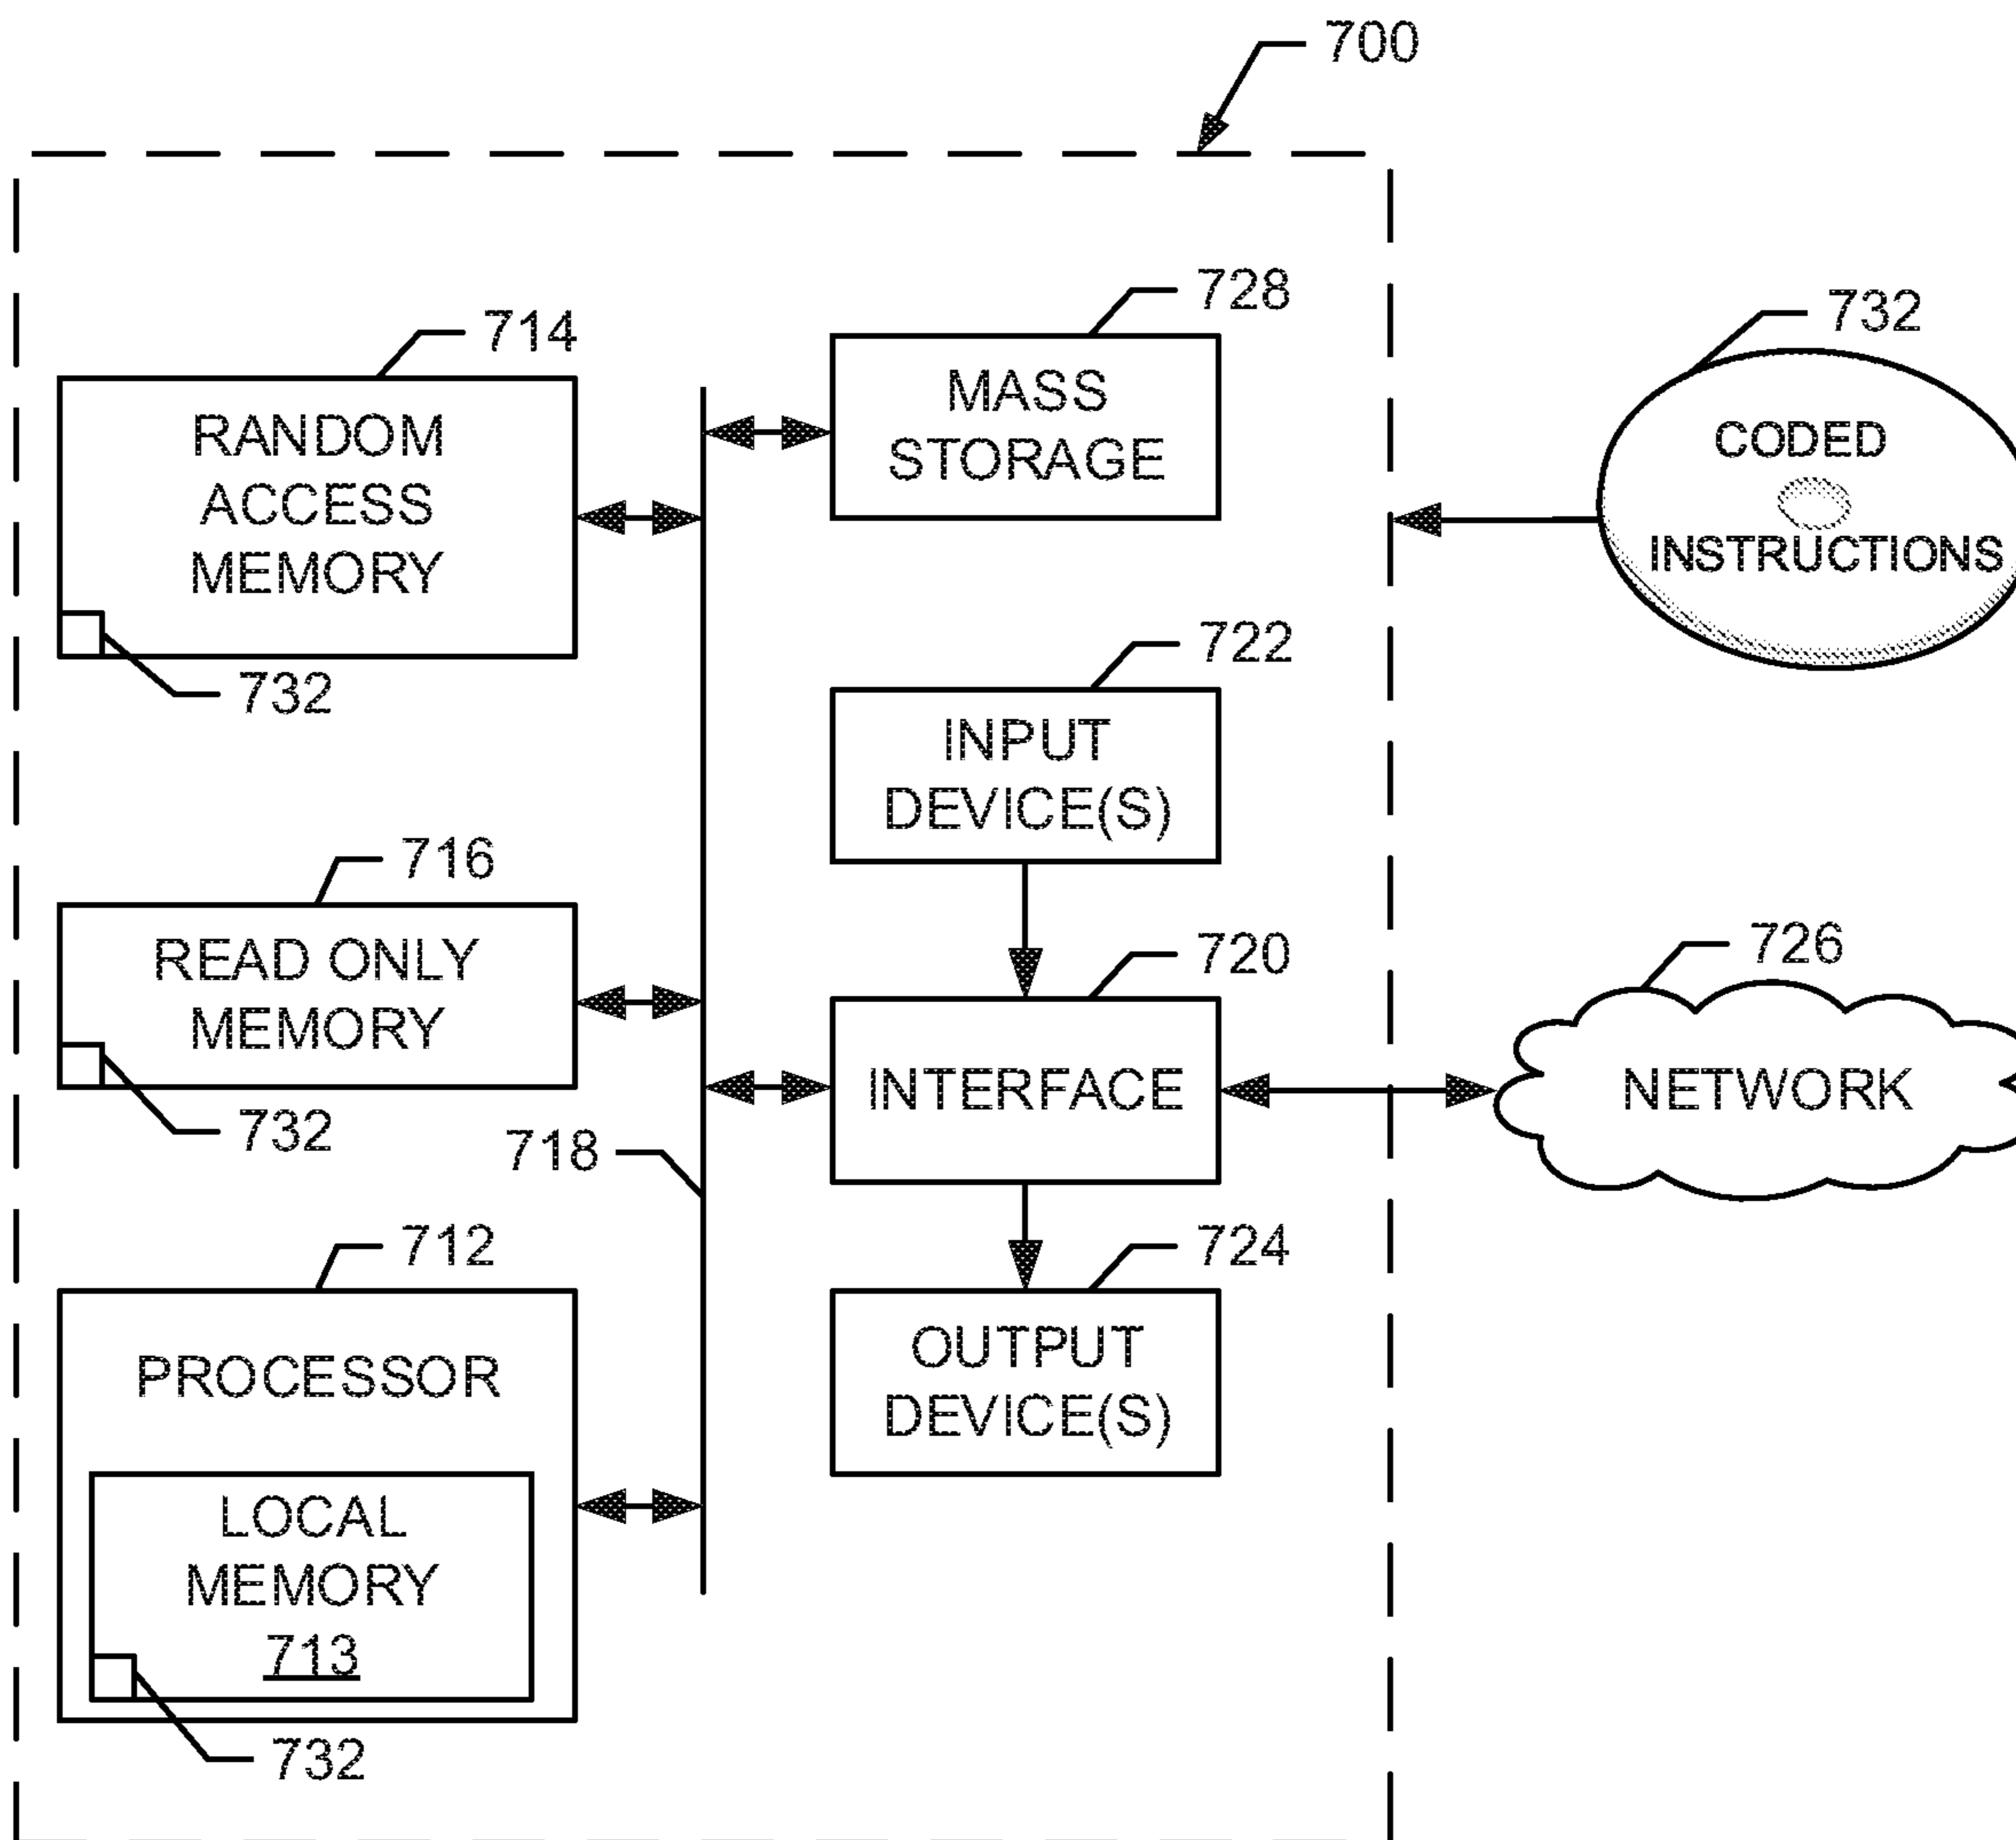 700
728
MASS
STORAGE
714
RANDOM
ACCESS
MEMORY
732
732
CODED
INSTRUCTIONS
722
INPUT
DEVICE(S)
716
READ ONLY
MEMORY
732
720
INTERFACE
726
NETWORK
718
712
PROCESSOR
LOCAL
MEMORY
713
732
724
OUTPUT
DEVICE(S)